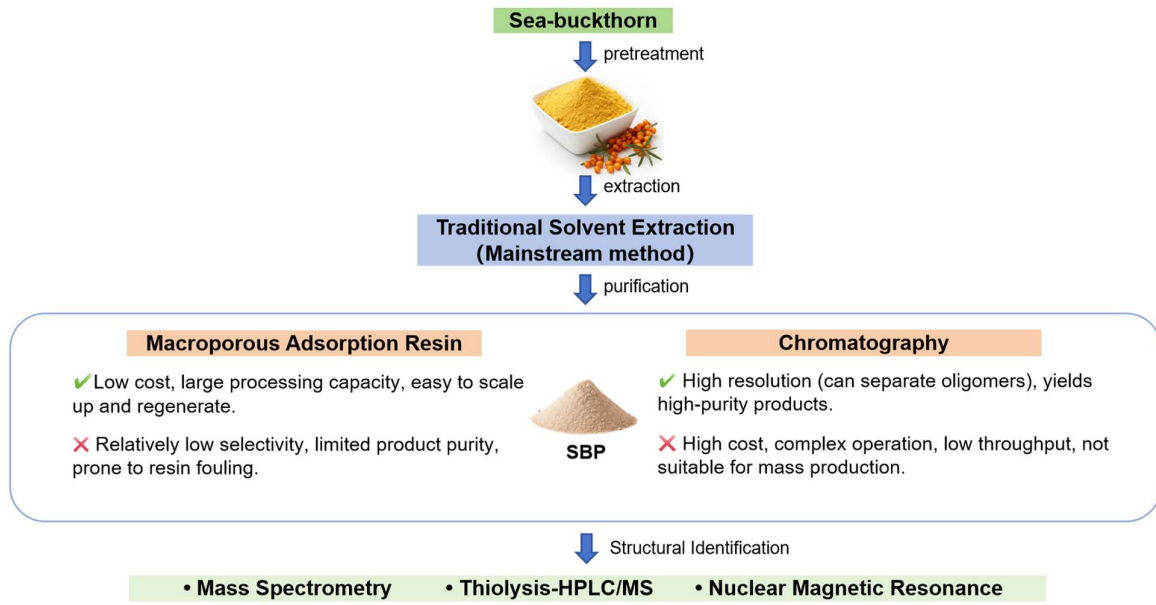 Sea-buckthorn
pretreatment
extraction
Traditional Solvent Extraction
(Mainstream method)
purification
Macroporous Adsorption Resin
✔Low cost, large processing capacity, easy to scale
up and regenerate.
❌ Relatively low selectivity, limited product purity,
prone to resin fouling.
SBP
Chromatography
✔ High resolution (can separate oligomers), yields
high-purity products.
❌ High cost, complex operation, low throughput, not
suitable for mass production.
Structural Identification
• Mass Spectrometry • Thiolysis-HPLC/MS • Nuclear Magnetic Resonance